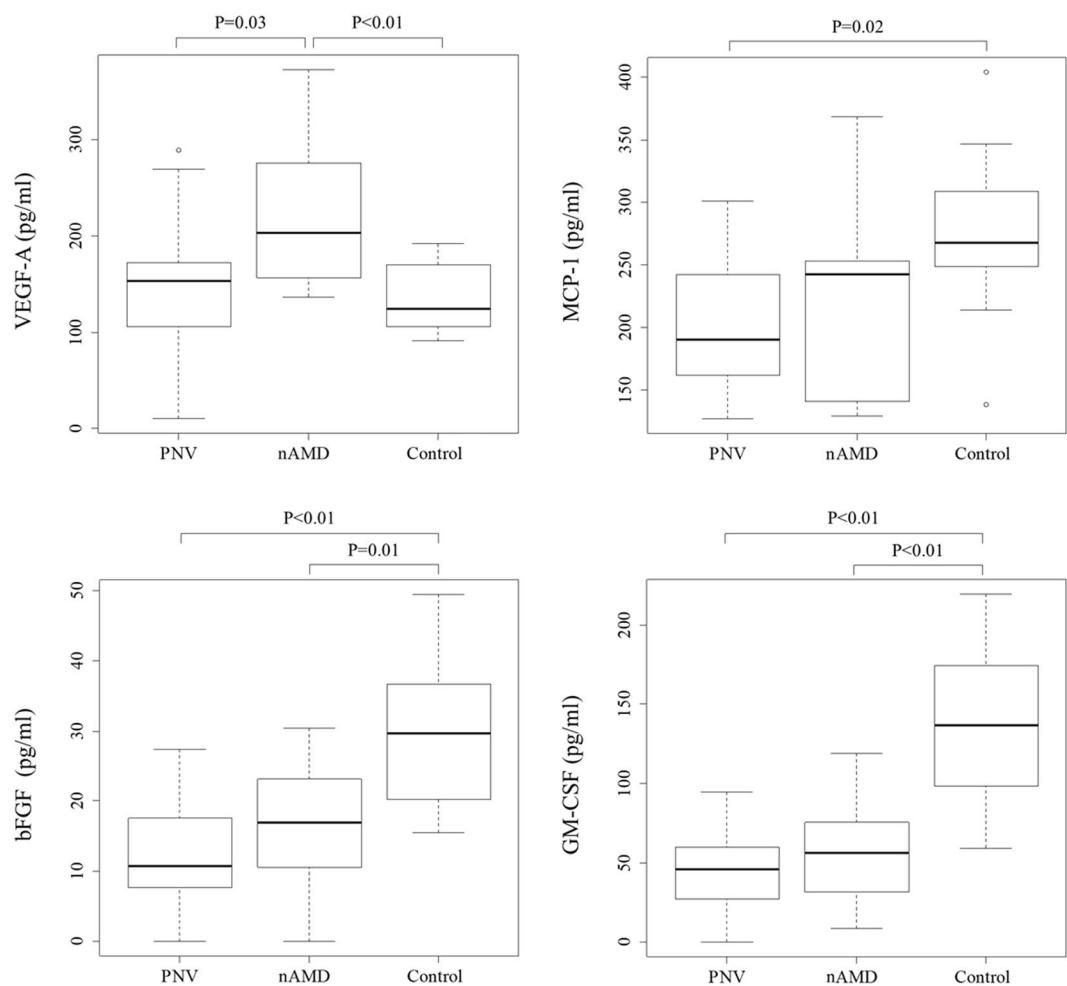 P=0.03
P<0.01
VEGF-A (pg/ml)
300
200
100
0
PNV
nAMD
Control
P=0.02
MCP-1 (pg/ml)
400
350
300
250
200
150
PNV
nAMD
Control
P<0.01
P=0.01
bFGF (pg/ml)
50
40
30
20
10
0
PNV
nAMD
Control
P<0.01
P<0.01
GM-CSF (pg/ml)
200
150
100
50
0
PNV
nAMD
Control